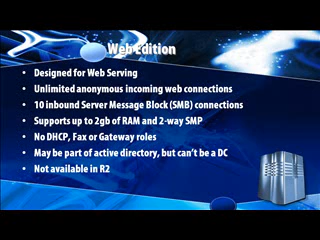 Web Edition
• Designed for Web Serving
• Unlimited anonymous incoming web connections
• 10 inbound Server Message Block (SMB) connections
• Supports up to 2gb of RAM and 2-way SMP
• No DHCP, Fax or Gateway roles
• May be part of active directory, but can't be a DC
• Not available in R2